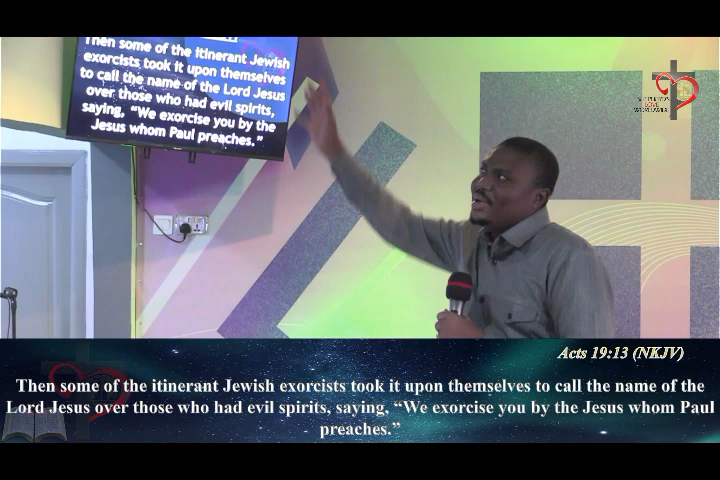 Then some of the itinerant Jewish
exorcists took it upon themselves
to call the name of the Lord Jesus
over those who had evil spirits,
saying, “We exorcise you by the
Jesus whom Paul preaches.”
LOVE
Acts 19:13 (NKJV)
Then some of the itinerant Jewish exorcists took it upon themselves to call the name of the
Lord Jesus over those who had evil spirits, saying, “We exorcise you by the Jesus whom Paul
preaches.”